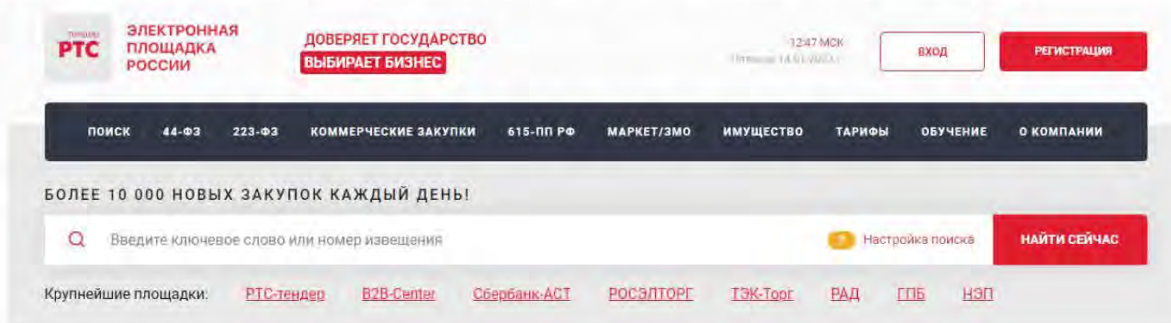 тендер
РТС
ЭЛЕКТРОННАЯ
ПЛОЩАДКА
РОССИИ
ДОВЕРЯЕТ ГОСУДАРСТВО
ВЫБИРАЕТ БИЗНЕС
12:47 МСК
ВХОД
РЕГИСТРАЦИЯ
ПОИСК 44-ФЗ 223-ФЗ КОММЕРЧЕСКИЕ ЗАКУПКИ 615-ПП РФ МАРКЕТ/ЗМО ИМУЩЕСТВО ТАРИФЫ ОБУЧЕНИЕ О КОМПАНИИ
БОЛЕЕ 10 000 НОВЫХ ЗАКУПОК КАЖДЫЙ ДЕНЬ!
Введите ключевое слово или номер извещения Настройка поиска НАЙТИ СЕЙЧАС
Крупнейшие площадки: РТС-тендер B2B-Center Сбербанк-АСТ РОСЭЛТОРГ ТЭК-Торг РАД ГПБ НЭП